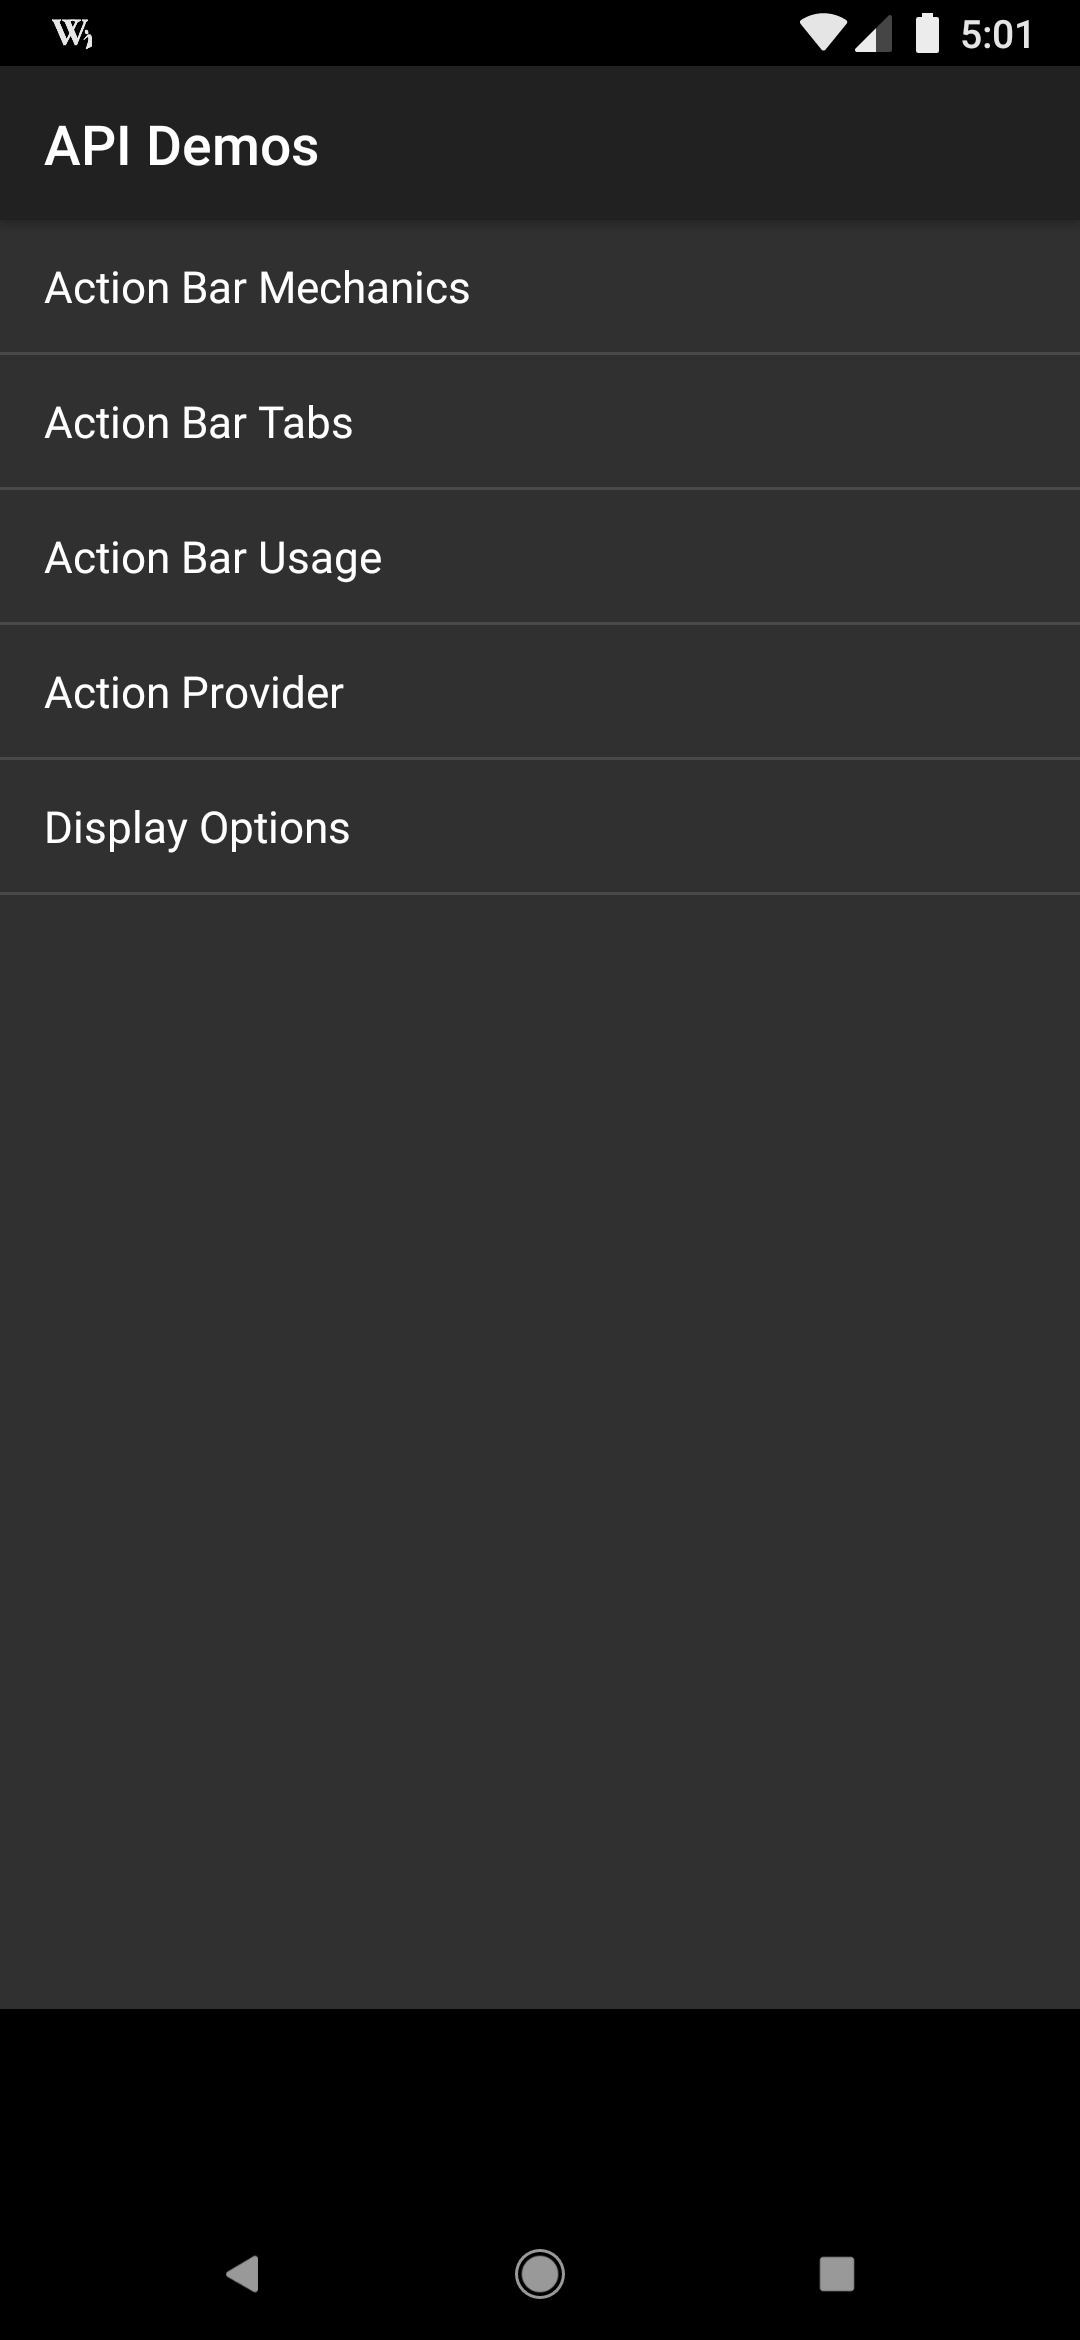 5:01
API Demos
Action Bar Mechanics
Action Bar Tabs
Action Bar Usage
Action Provider
Display Options